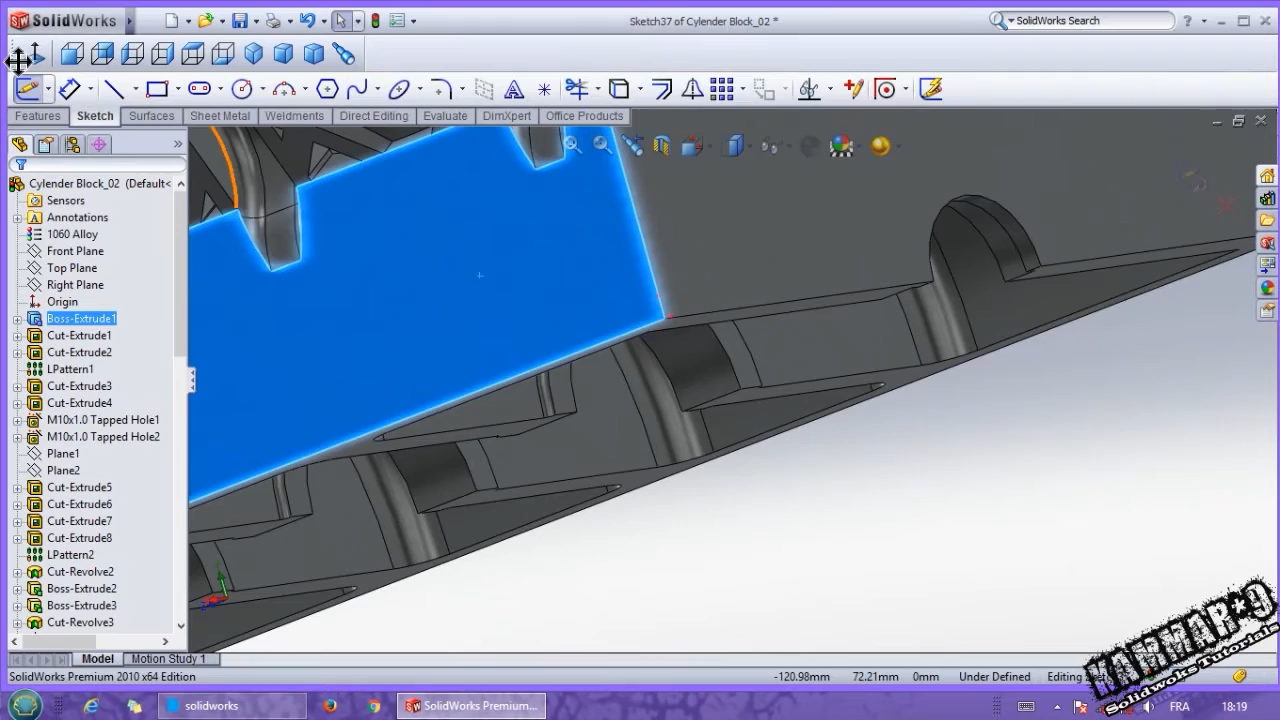 SolidWorks
Sketch37 of Cylender Block_02 *
SolidWorks Search
?
Features
Sketch
Surfaces
Sheet Metal
Weldments
Direct Editing
Evaluate
DimXpert
Office Products
Cylender Block_02 (Default<
Sensors
Annotations
1060 Alloy
Front Plane
Top Plane
Right Plane
Origin
Boss-Extrude1
Cut-Extrude1
Cut-Extrude2
LPattern1
Cut-Extrude3
Cut-Extrude4
M10x1.0 Tapped Hole1
M10x1.0 Tapped Hole2
Plane1
Plane2
Cut-Extrude5
Cut-Extrude6
Cut-Extrude7
Cut-Extrude8
LPattern2
Cut-Revolve2
Boss-Extrude2
Boss-Extrude3
Cut-Revolve3
Model
Motion Study 1
SolidWorks Premium 2010 x64 Edition
-120.98mm
72.21mm
0mm
Under Defined
Editing
KAMMAR*9
Solidwoks Tutorials
solidworks
SolidWorks Premium...
FRA
18:19